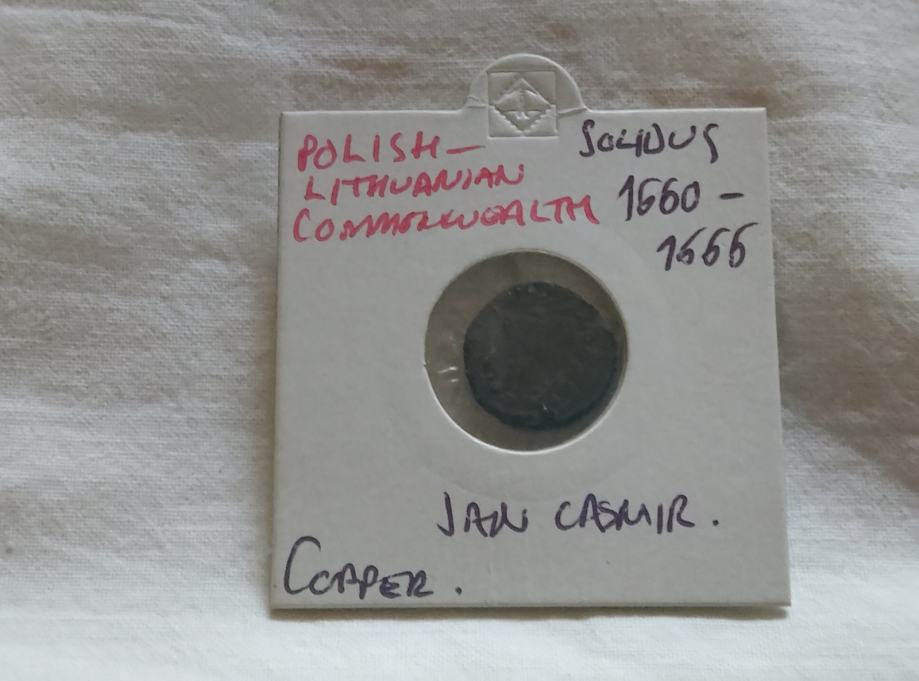 POLISH-
LITHUANIAN
COMMONWEALTH
SOLIDUS
1660-
1666
JAN CASMIR.
COPPER.